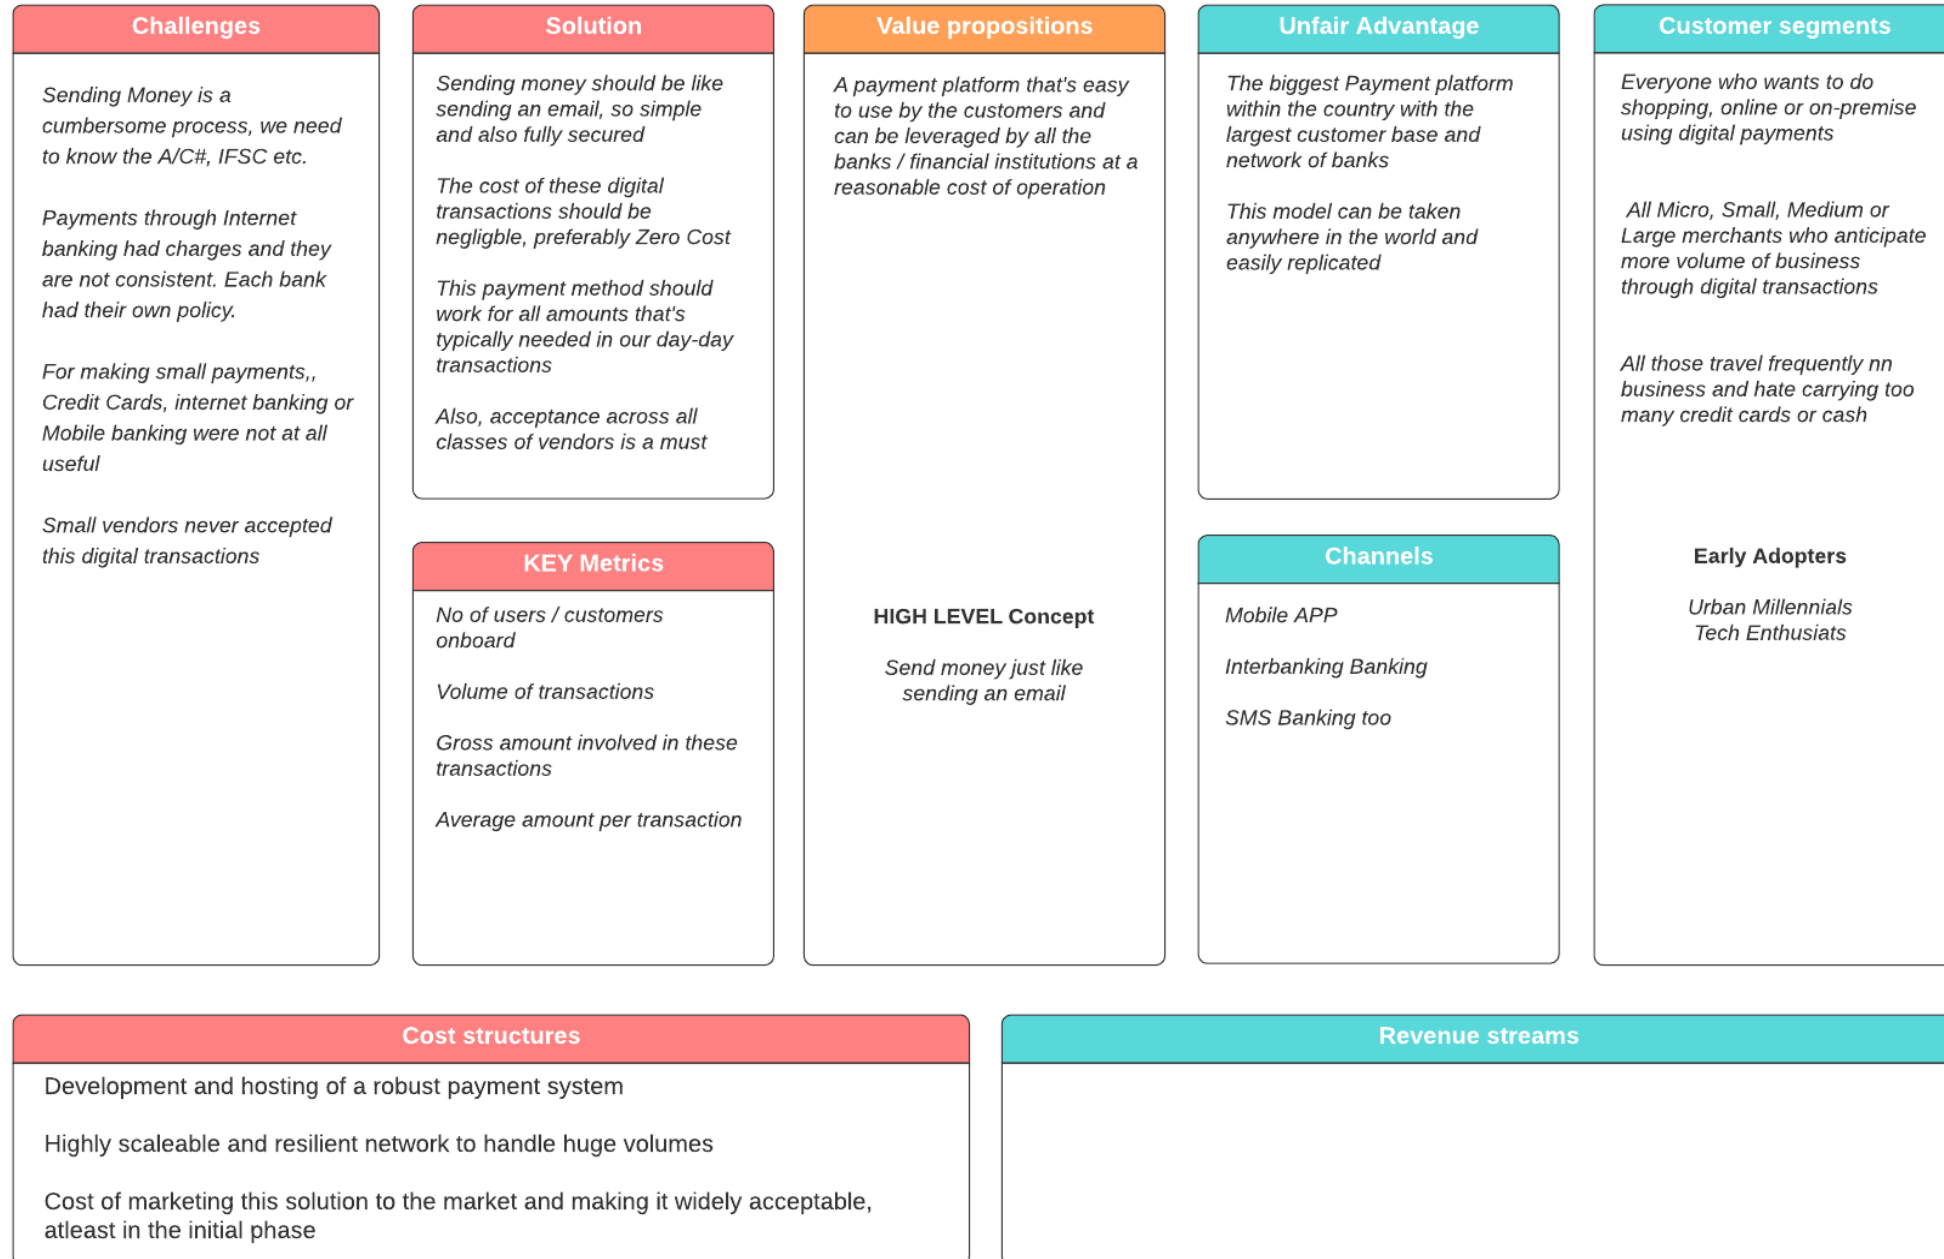 Challenges
Sending Money is a
cumbersome process, we need
to know the A/C#, IFSC etc.
Payments through Internet
banking had charges and they
are not consistent. Each bank
had their own policy.
For making small payments,,
Credit Cards, internet banking or
Mobile banking were not at all
useful
Small vendors never accepted
this digital transactions
Solution
Sending money should be like
sending an email, so simple
and also fully secured
The cost of these digital
transactions should be
negligble, preferably Zero Cost
This payment method should
work for all amounts that's
typically needed in our day-day
transactions
Also, acceptance across all
classes of vendors is a must
KEY Metrics
No of users / customers
onboard
Volume of transactions
Gross amount involved in these
transactions
Average amount per transaction
Value propositions
A payment platform that's easy
to use by the customers and
can be leveraged by all the
banks / financial institutions at a
reasonable cost of operation
HIGH LEVEL Concept
Send money just like
sending an email
Unfair Advantage
The biggest Payment platform
within the country with the
largest customer base and
network of banks
This model can be taken
anywhere in the world and
easily replicated
Channels
Mobile APP
Interbanking Banking
SMS Banking too
Customer segments
Everyone who wants to do
shopping, online or on-premise
using digital payments
All Micro, Small, Medium or
Large merchants who anticipate
more volume of business
through digital transactions
All those travel frequently nn
business and hate carrying too
many credit cards or cash
Early Adopters
Urban Millennials
Tech Enthusiats
Cost structures
Development and hosting of a robust payment system
Highly scaleable and resilient network to handle huge volumes
Cost of marketing this solution to the market and making it widely acceptable,
atleast in the initial phase
Revenue streams